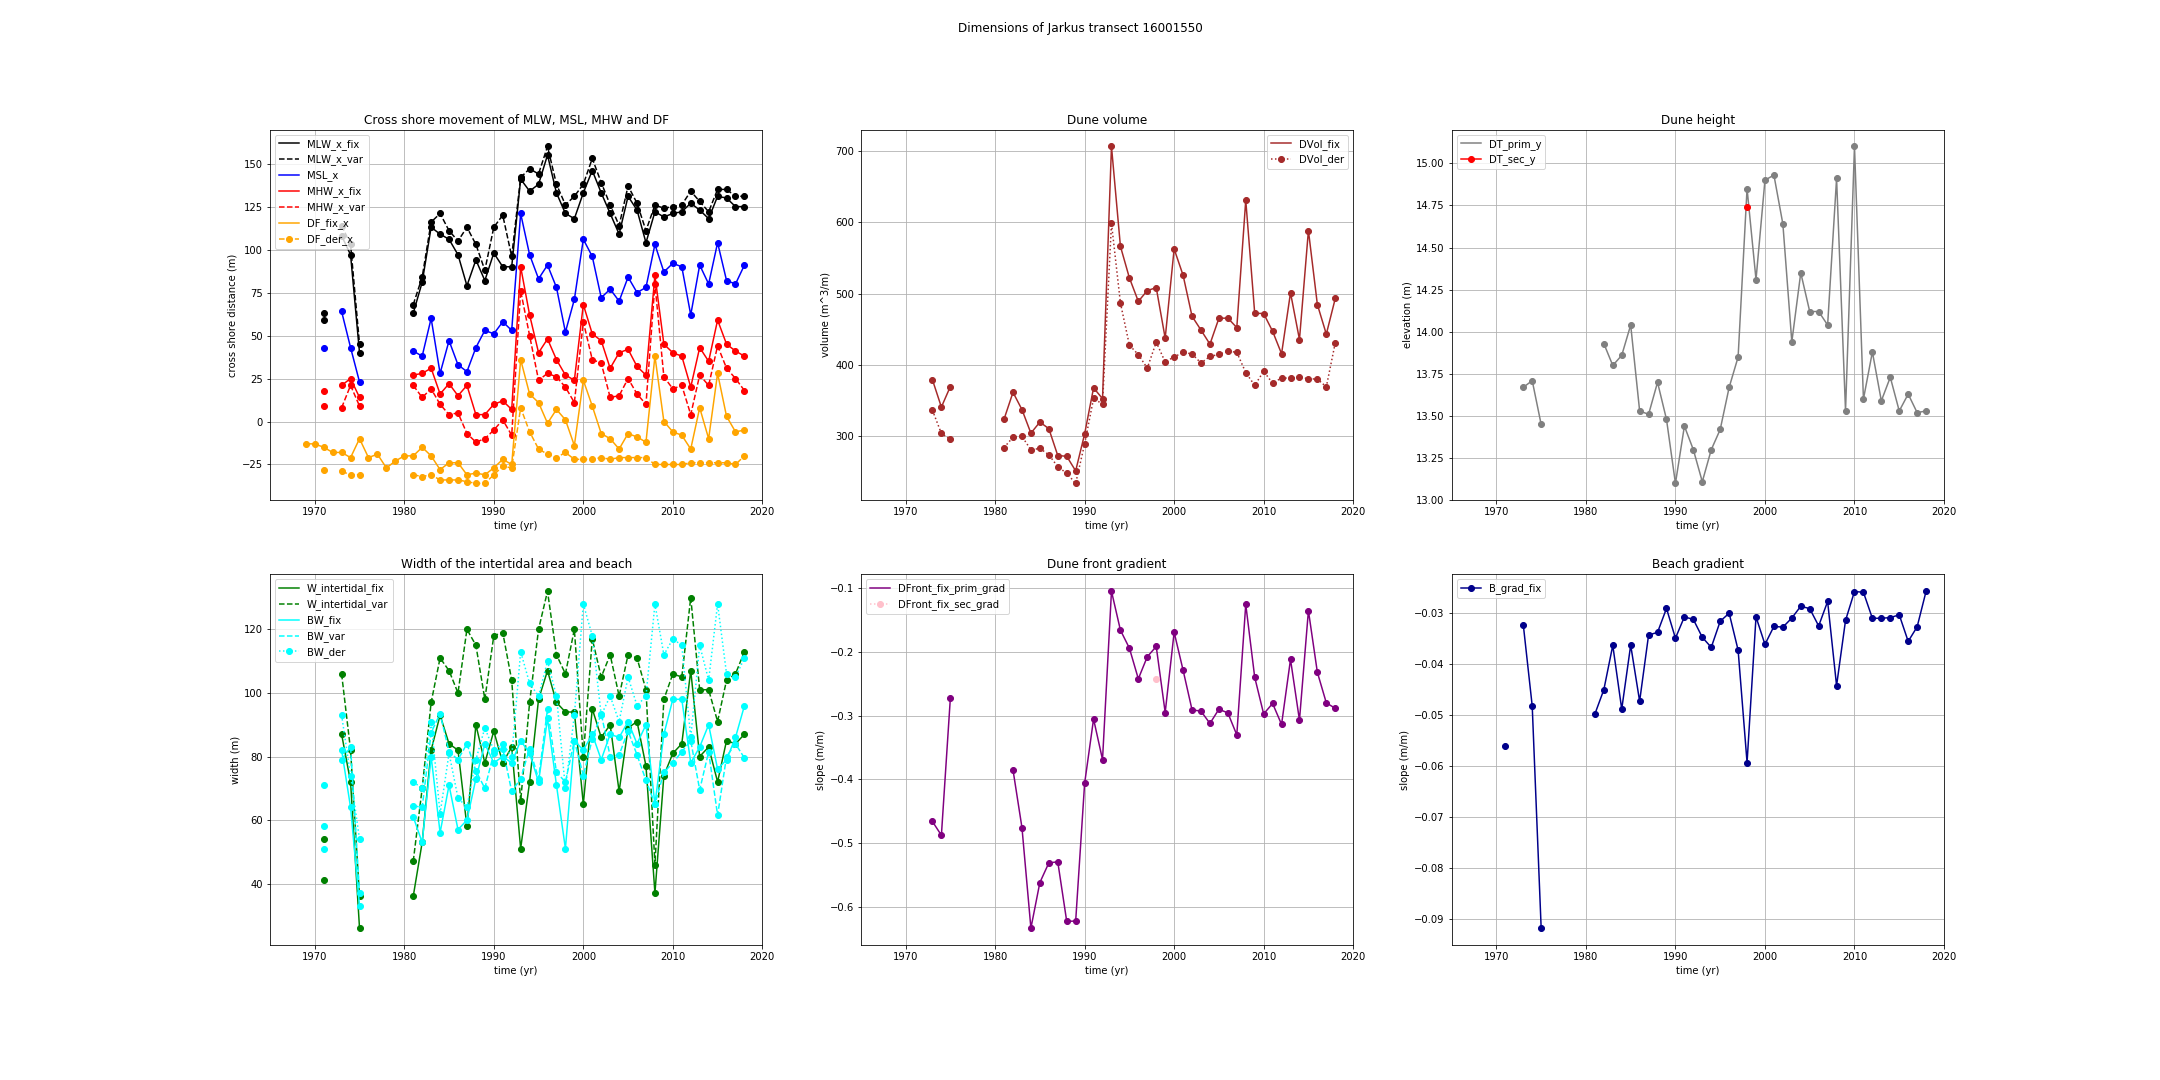 Dimensions of Jarkus transect 16001550
Cross shore movement of MLW, MSL, MHW and DF
MLW_x_fix
MLW_x_var
MSL_x
MHW_x_fix
MHW_x_var
DF_fix_x
DF_der_x
cross shore distance (m)
150
125
100
75
50
25
0
−25
1970
1980
1990
2000
2010
2020
time (yr)
Dune volume
DVol_fix
DVol_der
volume (m^3/m)
700
600
500
400
300
1970
1980
1990
2000
2010
2020
time (yr)
Dune height
DT_prim_y
DT_sec_y
elevation (m)
15.00
14.75
14.50
14.25
14.00
13.75
13.50
13.25
13.00
1970
1980
1990
2000
2010
2020
time (yr)
Width of the intertidal area and beach
W_intertidal_fix
W_intertidal_var
BW_fix
BW_var
BW_der
width (m)
120
100
80
60
40
1970
1980
1990
2000
2010
2020
time (yr)
Dune front gradient
DFront_fix_prim_grad
DFront_fix_sec_grad
slope (m/m)
−0.1
−0.2
−0.3
−0.4
−0.5
−0.6
1970
1980
1990
2000
2010
2020
time (yr)
Beach gradient
B_grad_fix
slope (m/m)
−0.03
−0.04
−0.05
−0.06
−0.07
−0.08
−0.09
1970
1980
1990
2000
2010
2020
time (yr)